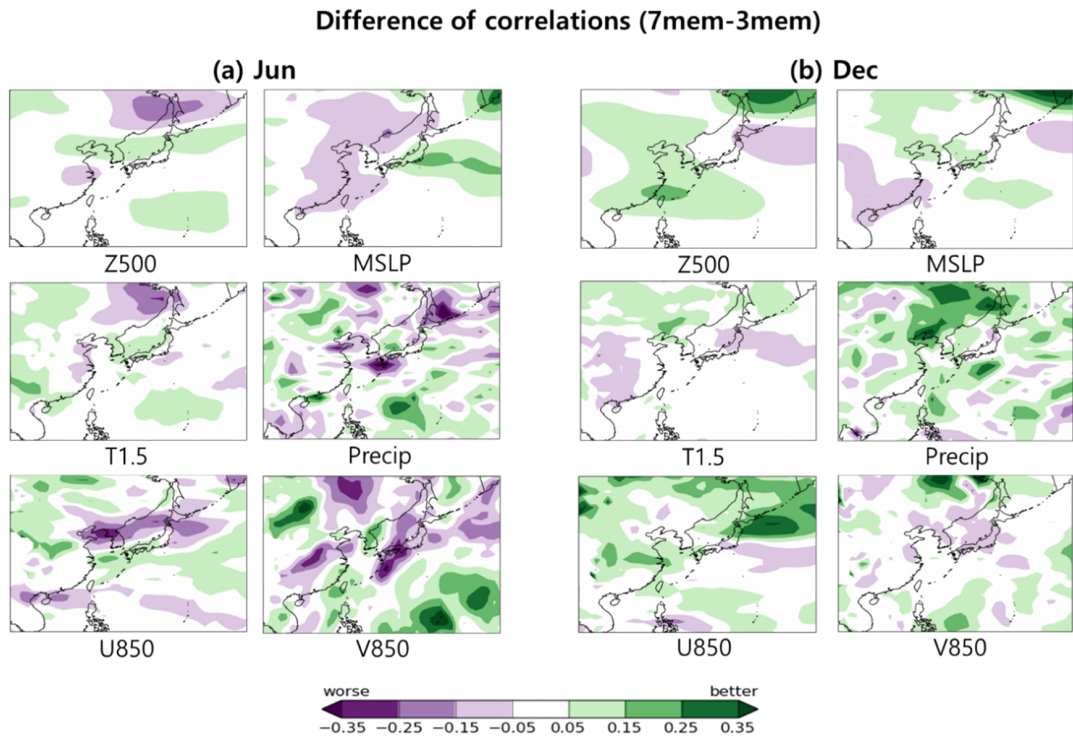 Difference of correlations (7mem-3mem)
(a) Jun
(b) Dec
Z500
MSLP
Z500
MSLP
T1.5
Precip
T1.5
Precip
U850
V850
U850
V850
worse
better
−0.35 −0.25 −0.15 −0.05 0.05 0.15 0.25 0.35